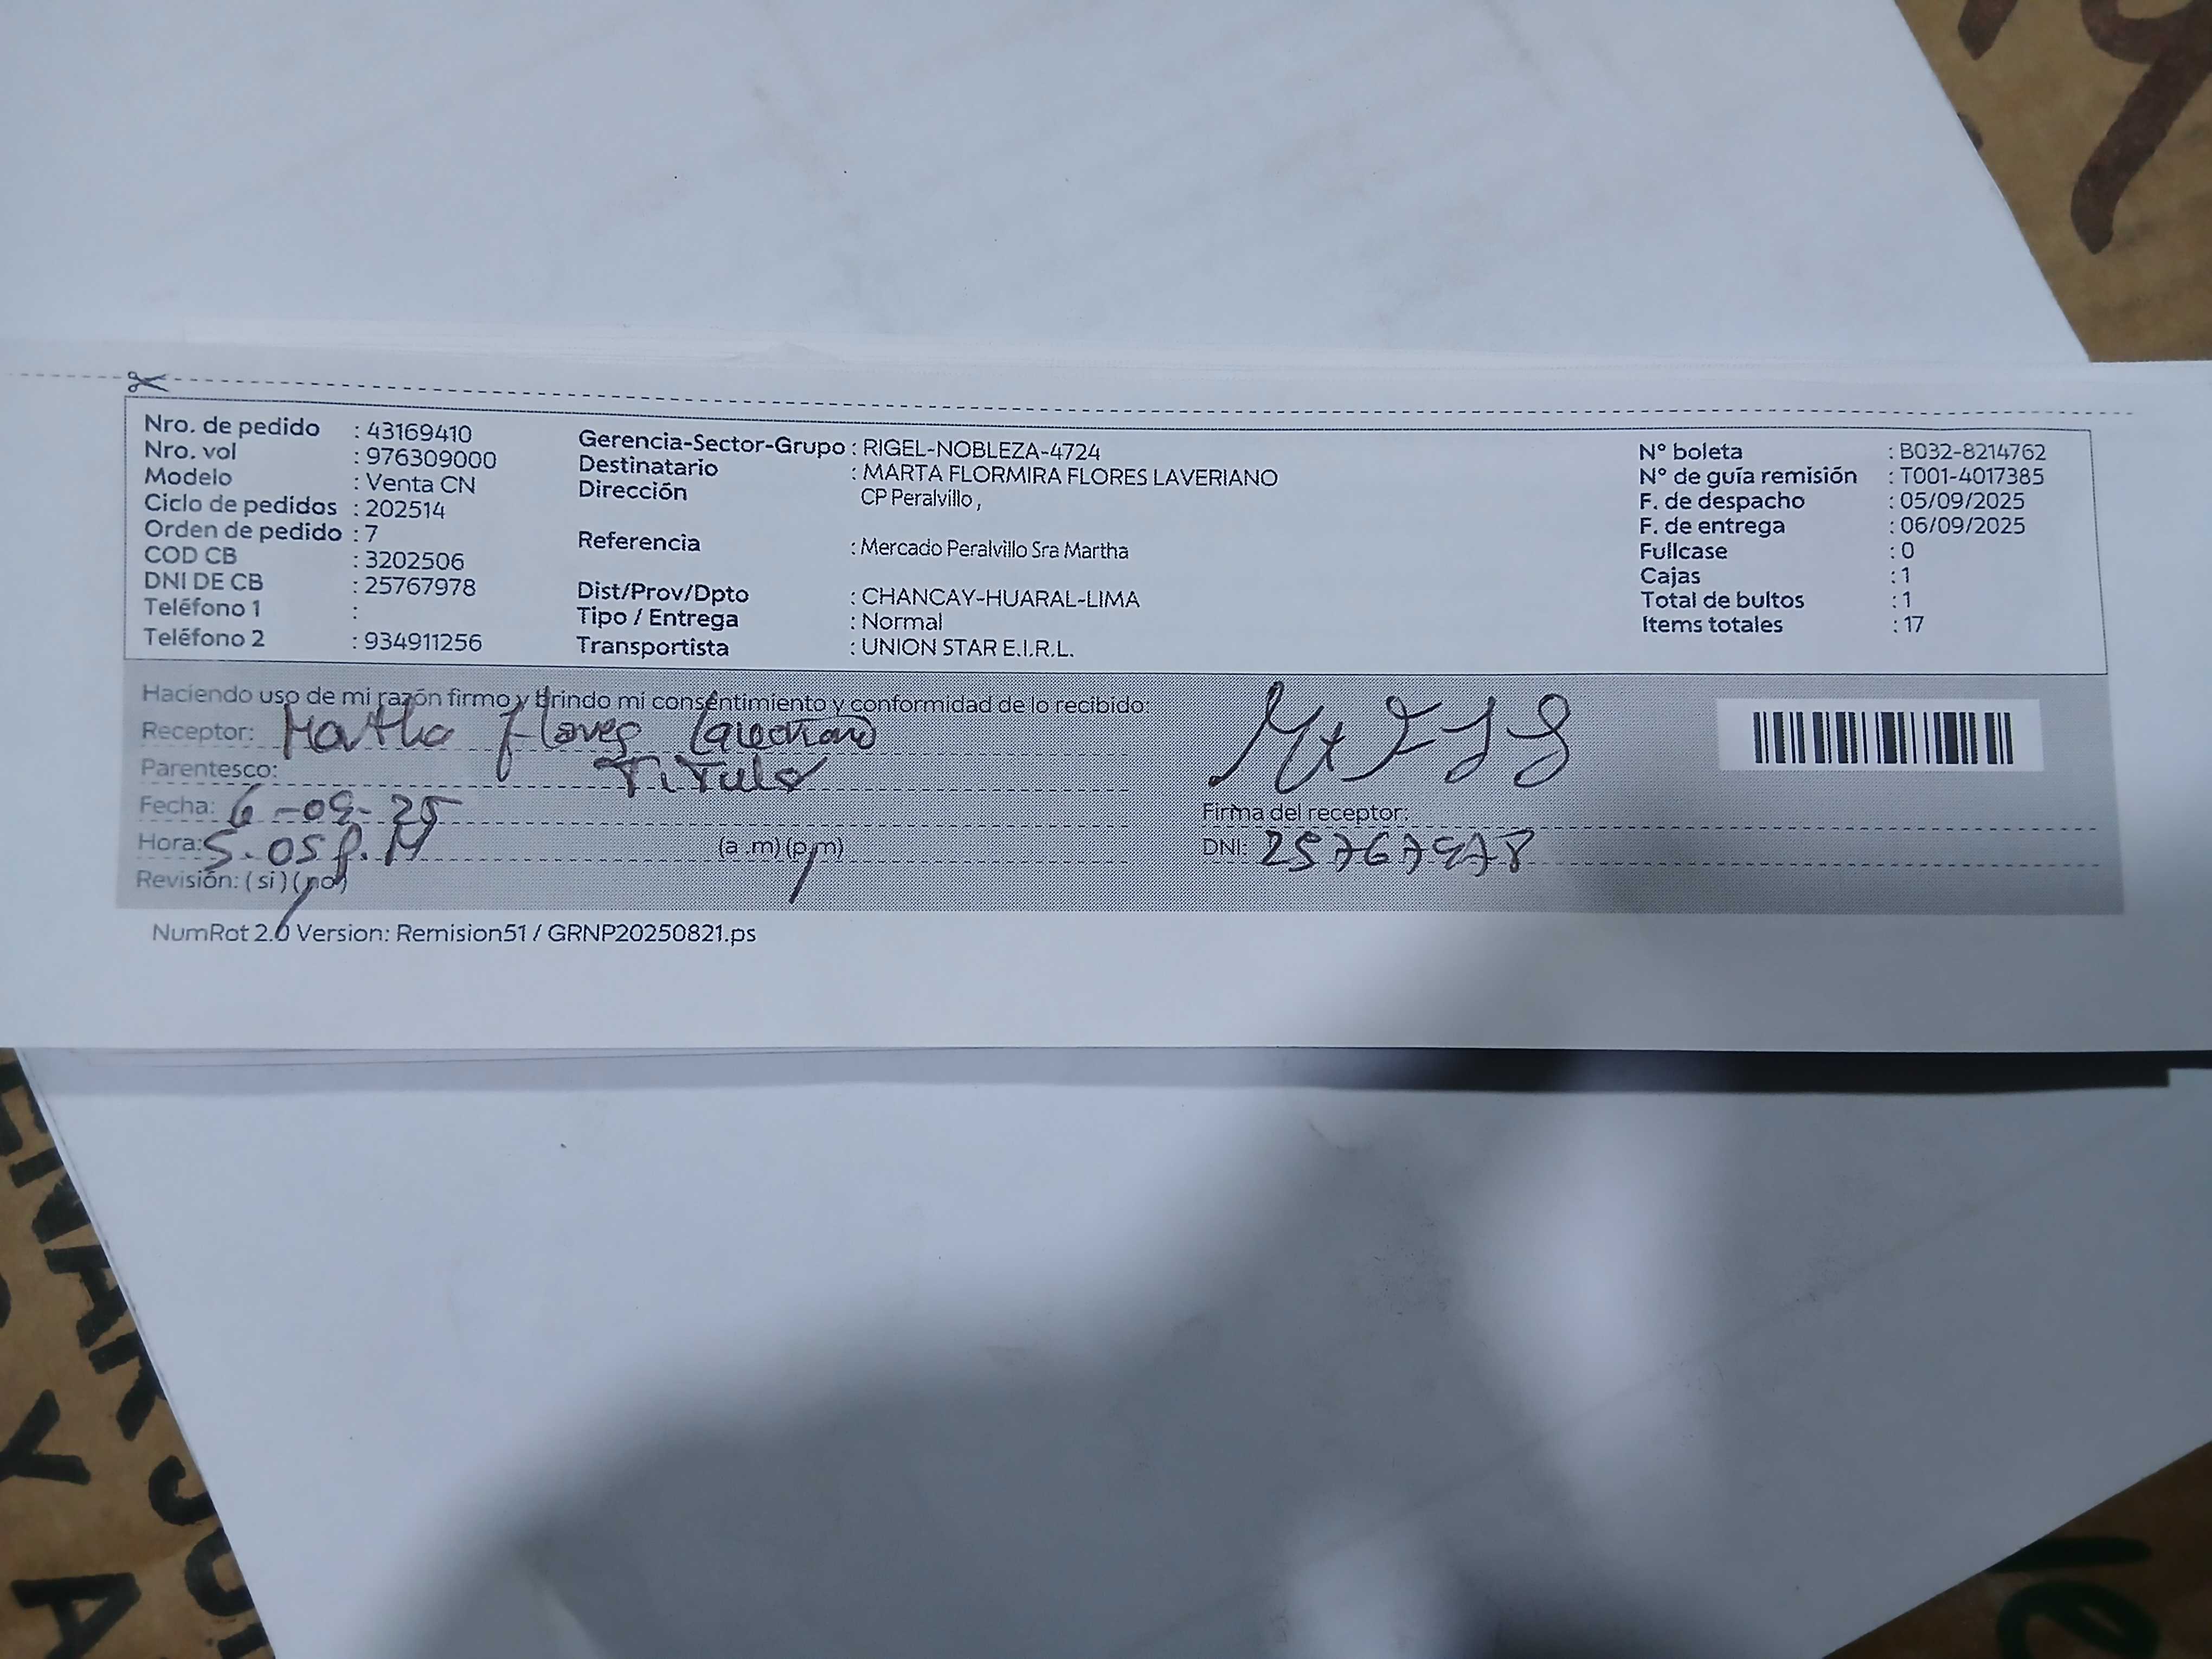 Nro. de pedido : 43169410
Nro. vol : 976309000
Modelo : Venta CN
Ciclo de pedidos : 202514
Orden de pedido : 7
COD CB : 3202506
DNI DE CB : 25767978
Teléfono 1 :
Teléfono 2 : 934911256
Gerencia-Sector-Grupo : RIGEL-NOBLEZA-4724
Destinatario : MARTA FLORMIRA FLORES LAVERIANO
Dirección CP Peralvillo ,
Referencia : Mercado Peralvillo Sra Martha
Dist/Prov/Dpto : CHANCAY-HUARAL-LIMA
Tipo / Entrega : Normal
Transportista : UNION STAR E.I.R.L.
N° boleta : B032-8214762
N° de guía remisión : T001-4017385
F. de despacho : 05/09/2025
F. de entrega : 06/09/2025
Fullcase : 0
Cajas : 1
Total de bultos : 1
Items totales : 17
Haciendo uso de mi razón firmo y brindo mi consentimiento y conformidad de lo recibido:
Receptor: Martha Flores Laveriano
Parentesco:
Fecha: 6-09-25
Hora: 5.05 P.M (a .m) (p.m)
Revisión: ( si ) ( no)
Firma del receptor:
DNI: 25767978
NumRot 2.0 Version: Remision51 / GRNP20250821.ps